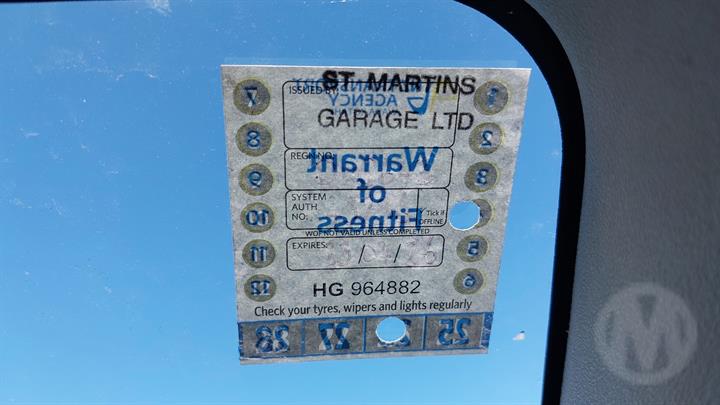 ST MARTINS
ISSUED BY:
AGENCY
GARAGE LTD
REGN NO:
Warrant
of
Fitness
SYSTEM
AUTH
NO:
Tick if
OFFLINE
WOF NOT VALID UNLESS COMPLETED
EXPIRES:
HG 964882
Check your tyres, wipers and lights regularly
7 1
8 2
9 3
10
11 5
12 6
28 27 25
M